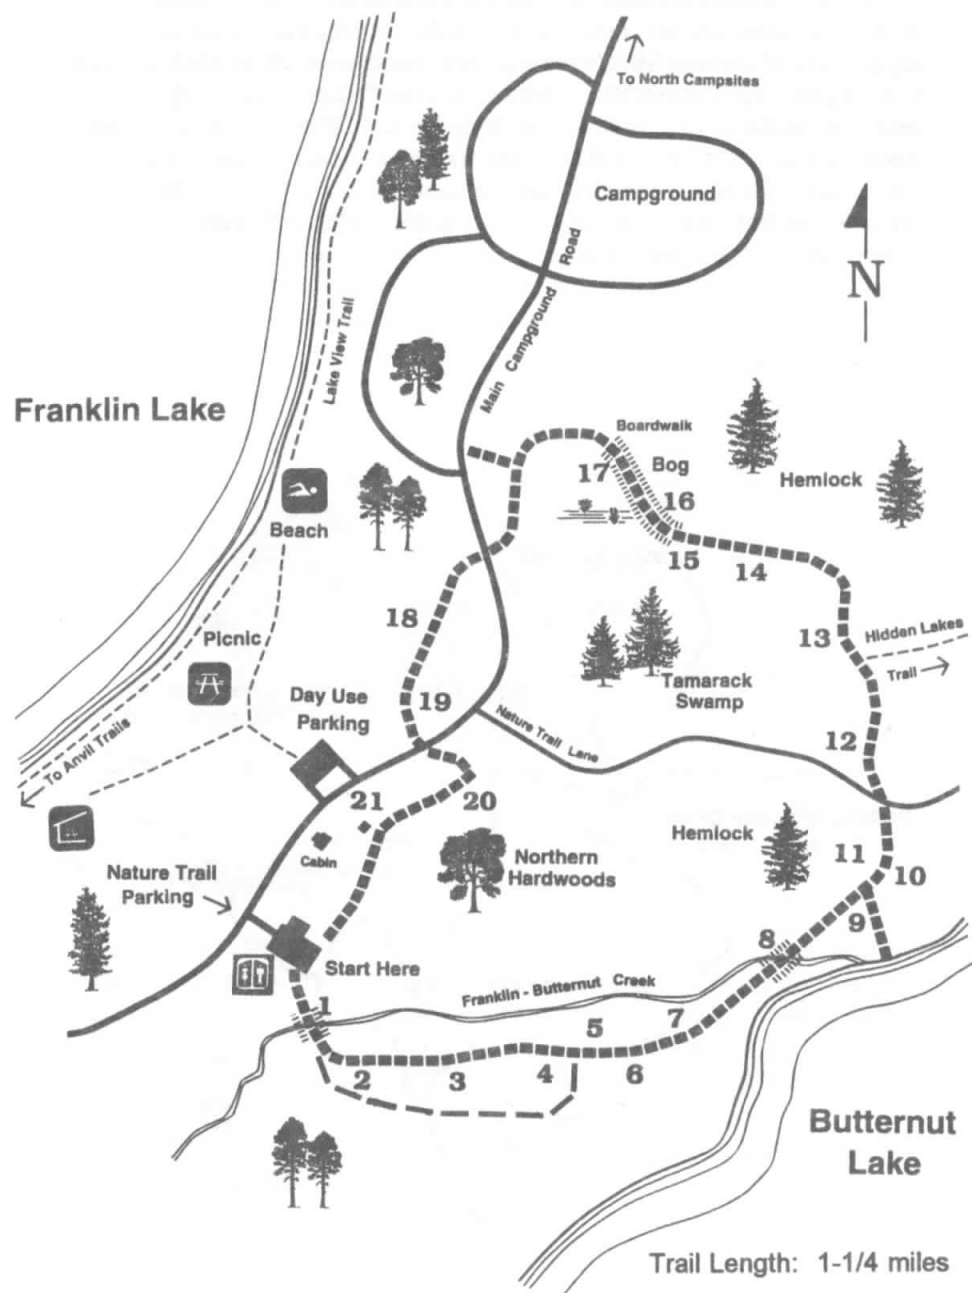 To North Campsites
Campground
N
Road
Main Campground
Lake View Trail
Franklin Lake
Boardwalk
17
Bog
16
Hemlock
Beach
15
14
18
13
Hidden Lakes
Trail
Picnic
Tamarack
Swamp
Day Use
Parking
19
Nature Trail Lane
12
To Anvil Trails
21
20
Cabin
Hemlock
11
10
Northern
Hardwoods
Nature Trail
Parking
9
8
Start Here
Franklin - Butternut Creek
1
5
7
2
3
4
6
Butternut
Lake
Trail Length: 1-1/4 miles